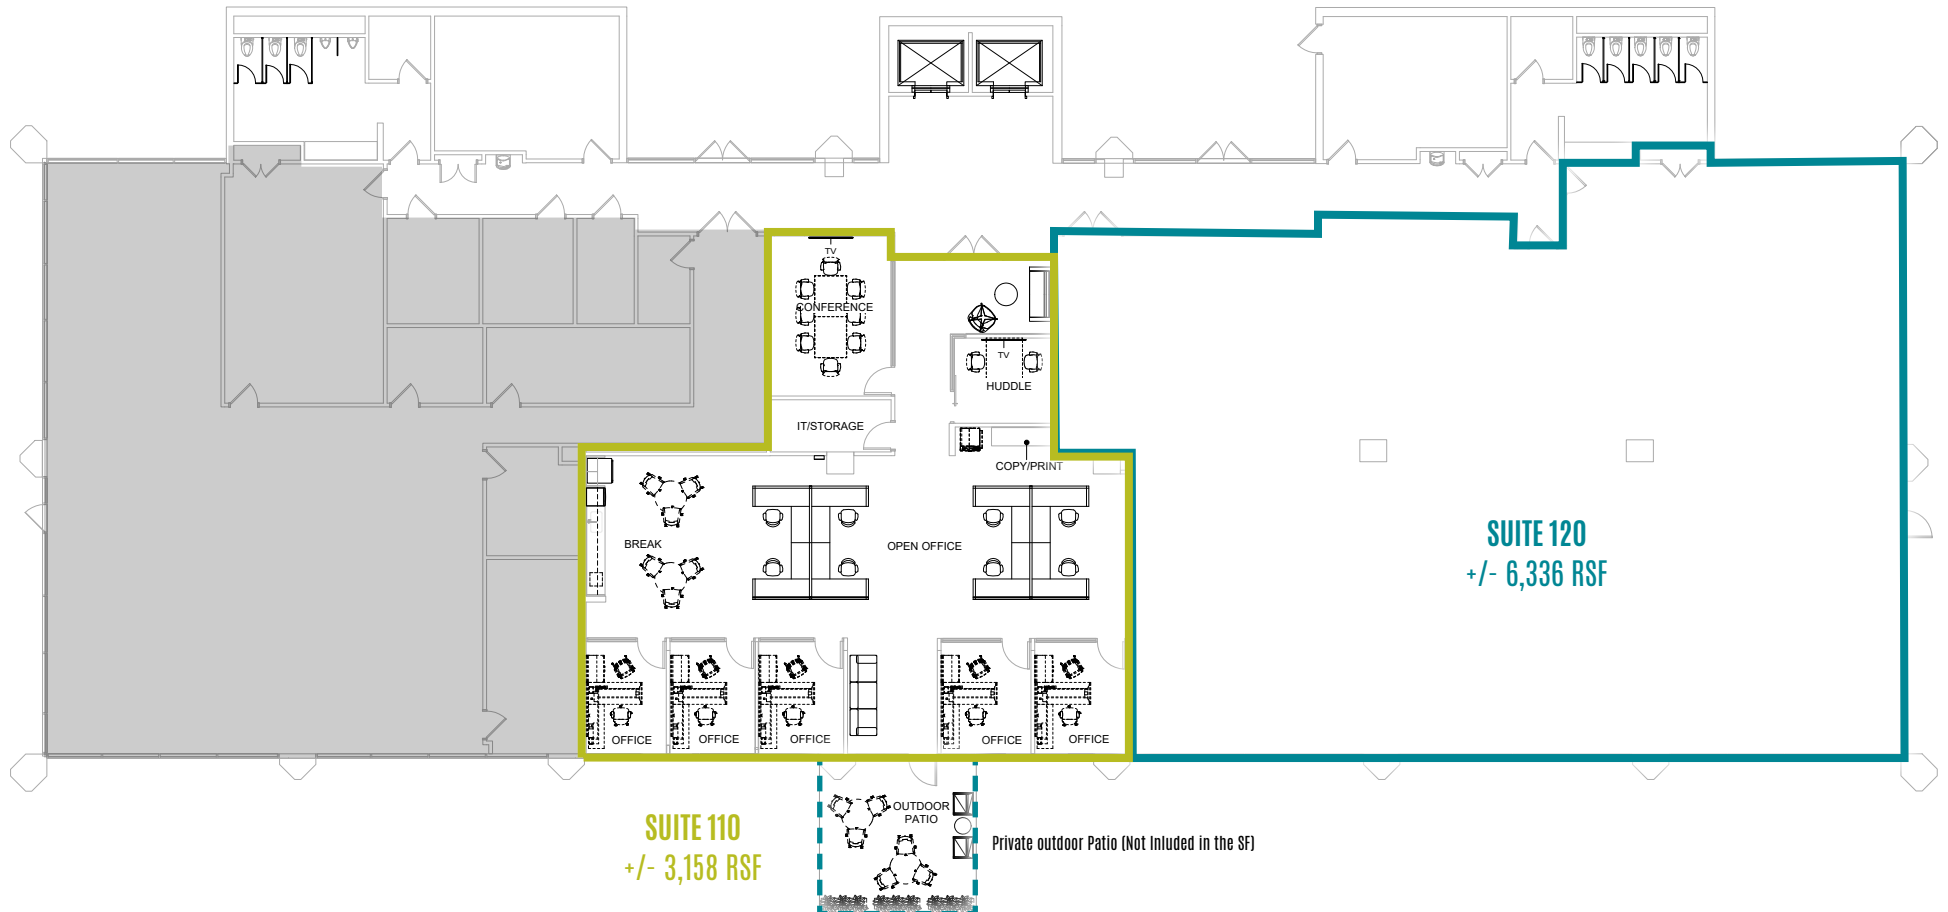 TV
CONFERENCE
TV
HUDDLE
IT/STORAGE
COPY/PRINT
BREAK
OPEN OFFICE
SUITE 120
+/- 6,336 RSF
OFFICE
OFFICE
OFFICE
OFFICE
OFFICE
OUTDOOR
PATIO
SUITE 110
+/- 3,158 RSF
Private outdoor Patio (Not Inluded in the SF)